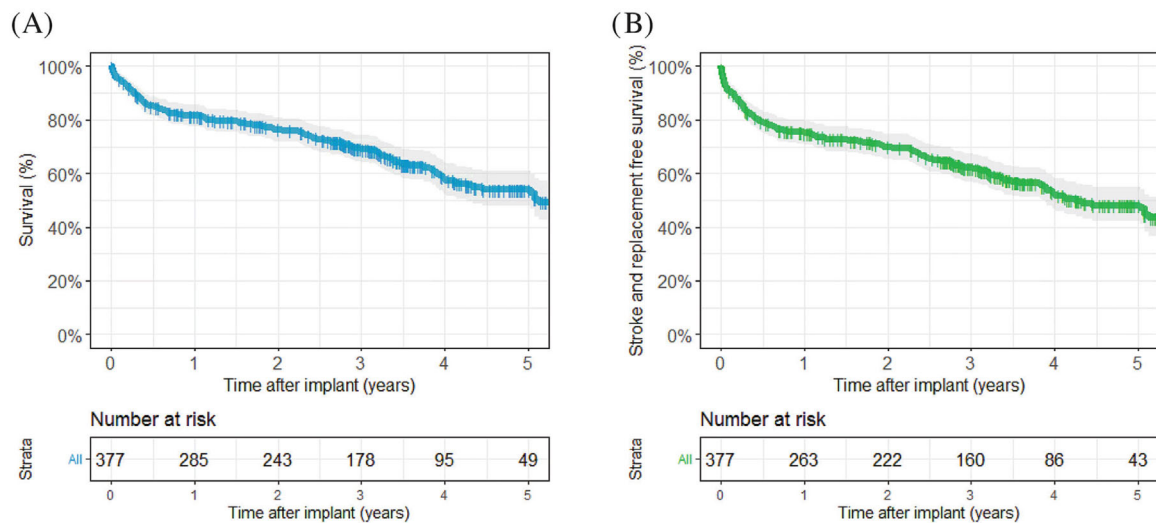 (A)
Survival (%)
100%
80%
60%
40%
20%
0%
0 1 2 3 4 5
Time after implant (years)
Number at risk
Strata
All 377 285 243 178 95 49
0 1 2 3 4 5
Time after implant (years)
(B)
Stroke and replacement free survival (%)
100%
80%
60%
40%
20%
0%
0 1 2 3 4 5
Time after implant (years)
Number at risk
Strata
All 377 263 222 160 86 43
0 1 2 3 4 5
Time after implant (years)